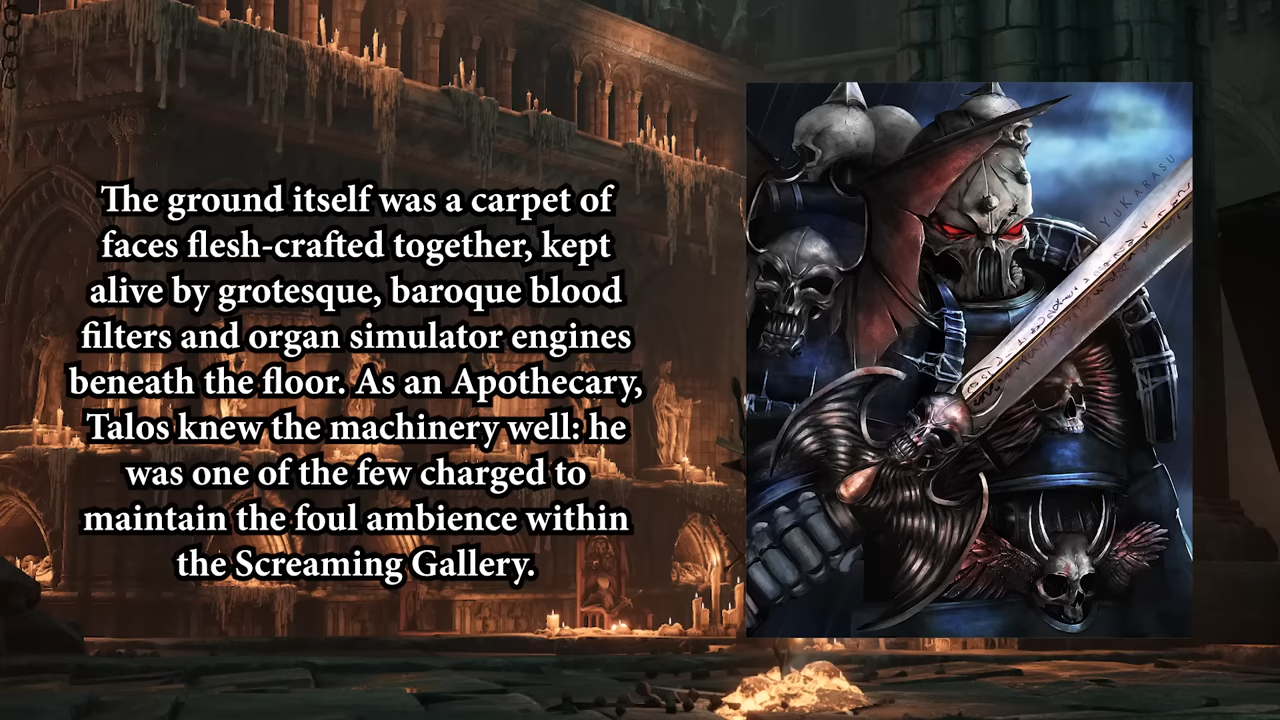 The ground itself was a carpet of
faces flesh-crafted together, kept
alive by grotesque, baroque blood
filters and organ simulator engines
beneath the floor. As an Apothecary,
Talos knew the machinery well: he
was one of the few charged to
maintain the foul ambience within
the Screaming Gallery.
YUKARASU